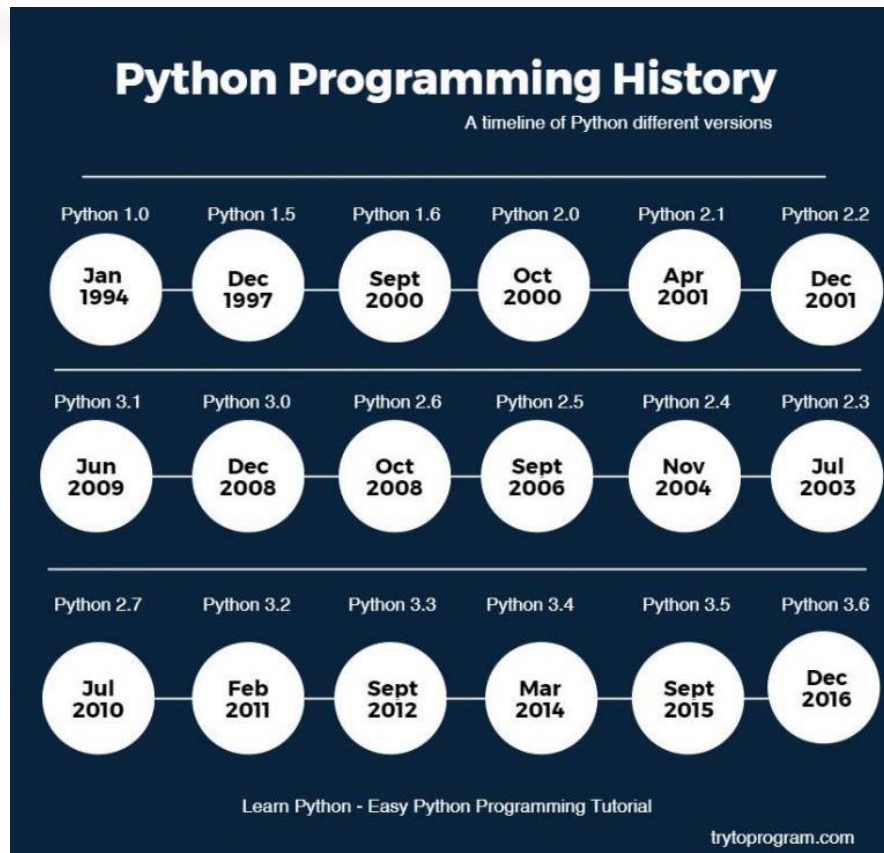 Python Programming History
A timeline of Python different versions
Python 1.0 Python 1.5 Python 1.6 Python 2.0 Python 2.1 Python 2.2
Jan Dec Sept Oct Apr Dec
1994 1997 2000 2000 2001 2001
Python 3.1 Python 3.0 Python 2.6 Python 2.5 Python 2.4 Python 2.3
Jun Dec Oct Sept Nov Jul
2009 2008 2008 2006 2004 2003
Python 2.7 Python 3.2 Python 3.3 Python 3.4 Python 3.5 Python 3.6
Jul Feb Sept Mar Sept Dec
2010 2011 2012 2014 2015 2016
Learn Python - Easy Python Programming Tutorial
trytoprogram.com